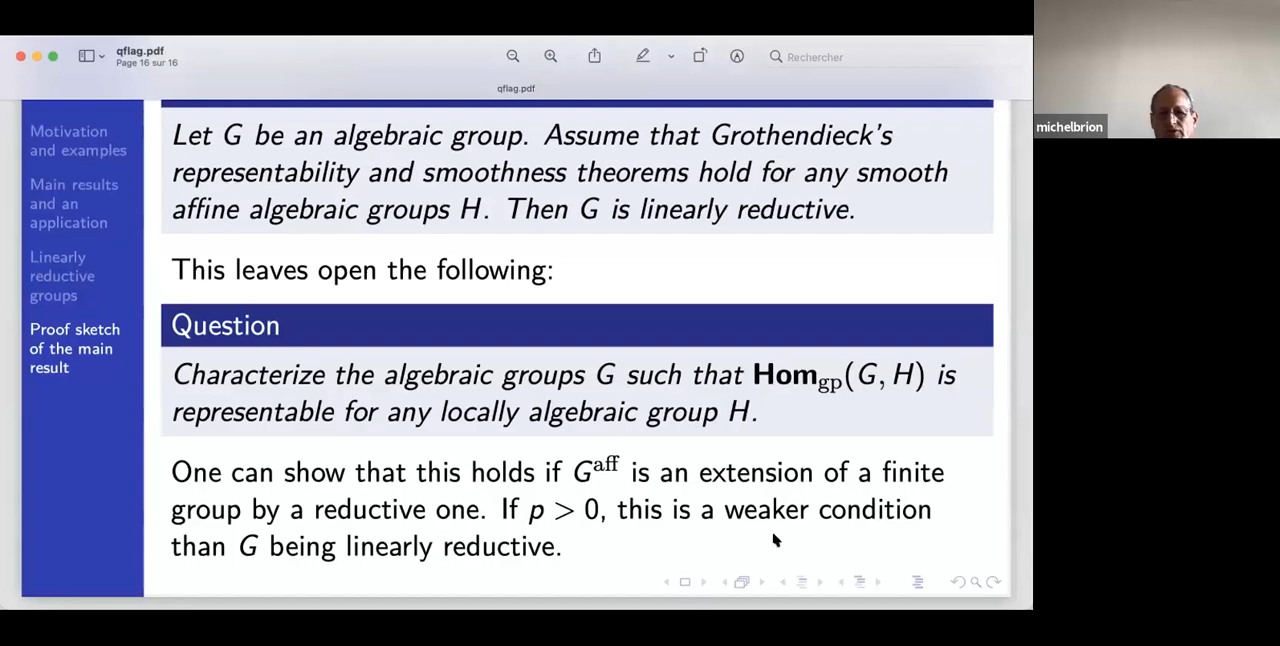 qflag.pdf
Page 16 sur 16
Rechercher
qflag.pdf
Motivation
and examples
Main results
and an
application
Linearly
reductive
groups
Proof sketch
of the main
result
Let G be an algebraic group. Assume that Grothendieck's
representability and smoothness theorems hold for any smooth
affine algebraic groups H. Then G is linearly reductive.
This leaves open the following:
Question
Characterize the algebraic groups G such that Hom_gp(G, H) is
representable for any locally algebraic group H.
One can show that this holds if G^aff is an extension of a finite
group by a reductive one. If p > 0, this is a weaker condition
than G being linearly reductive.
michelbrion